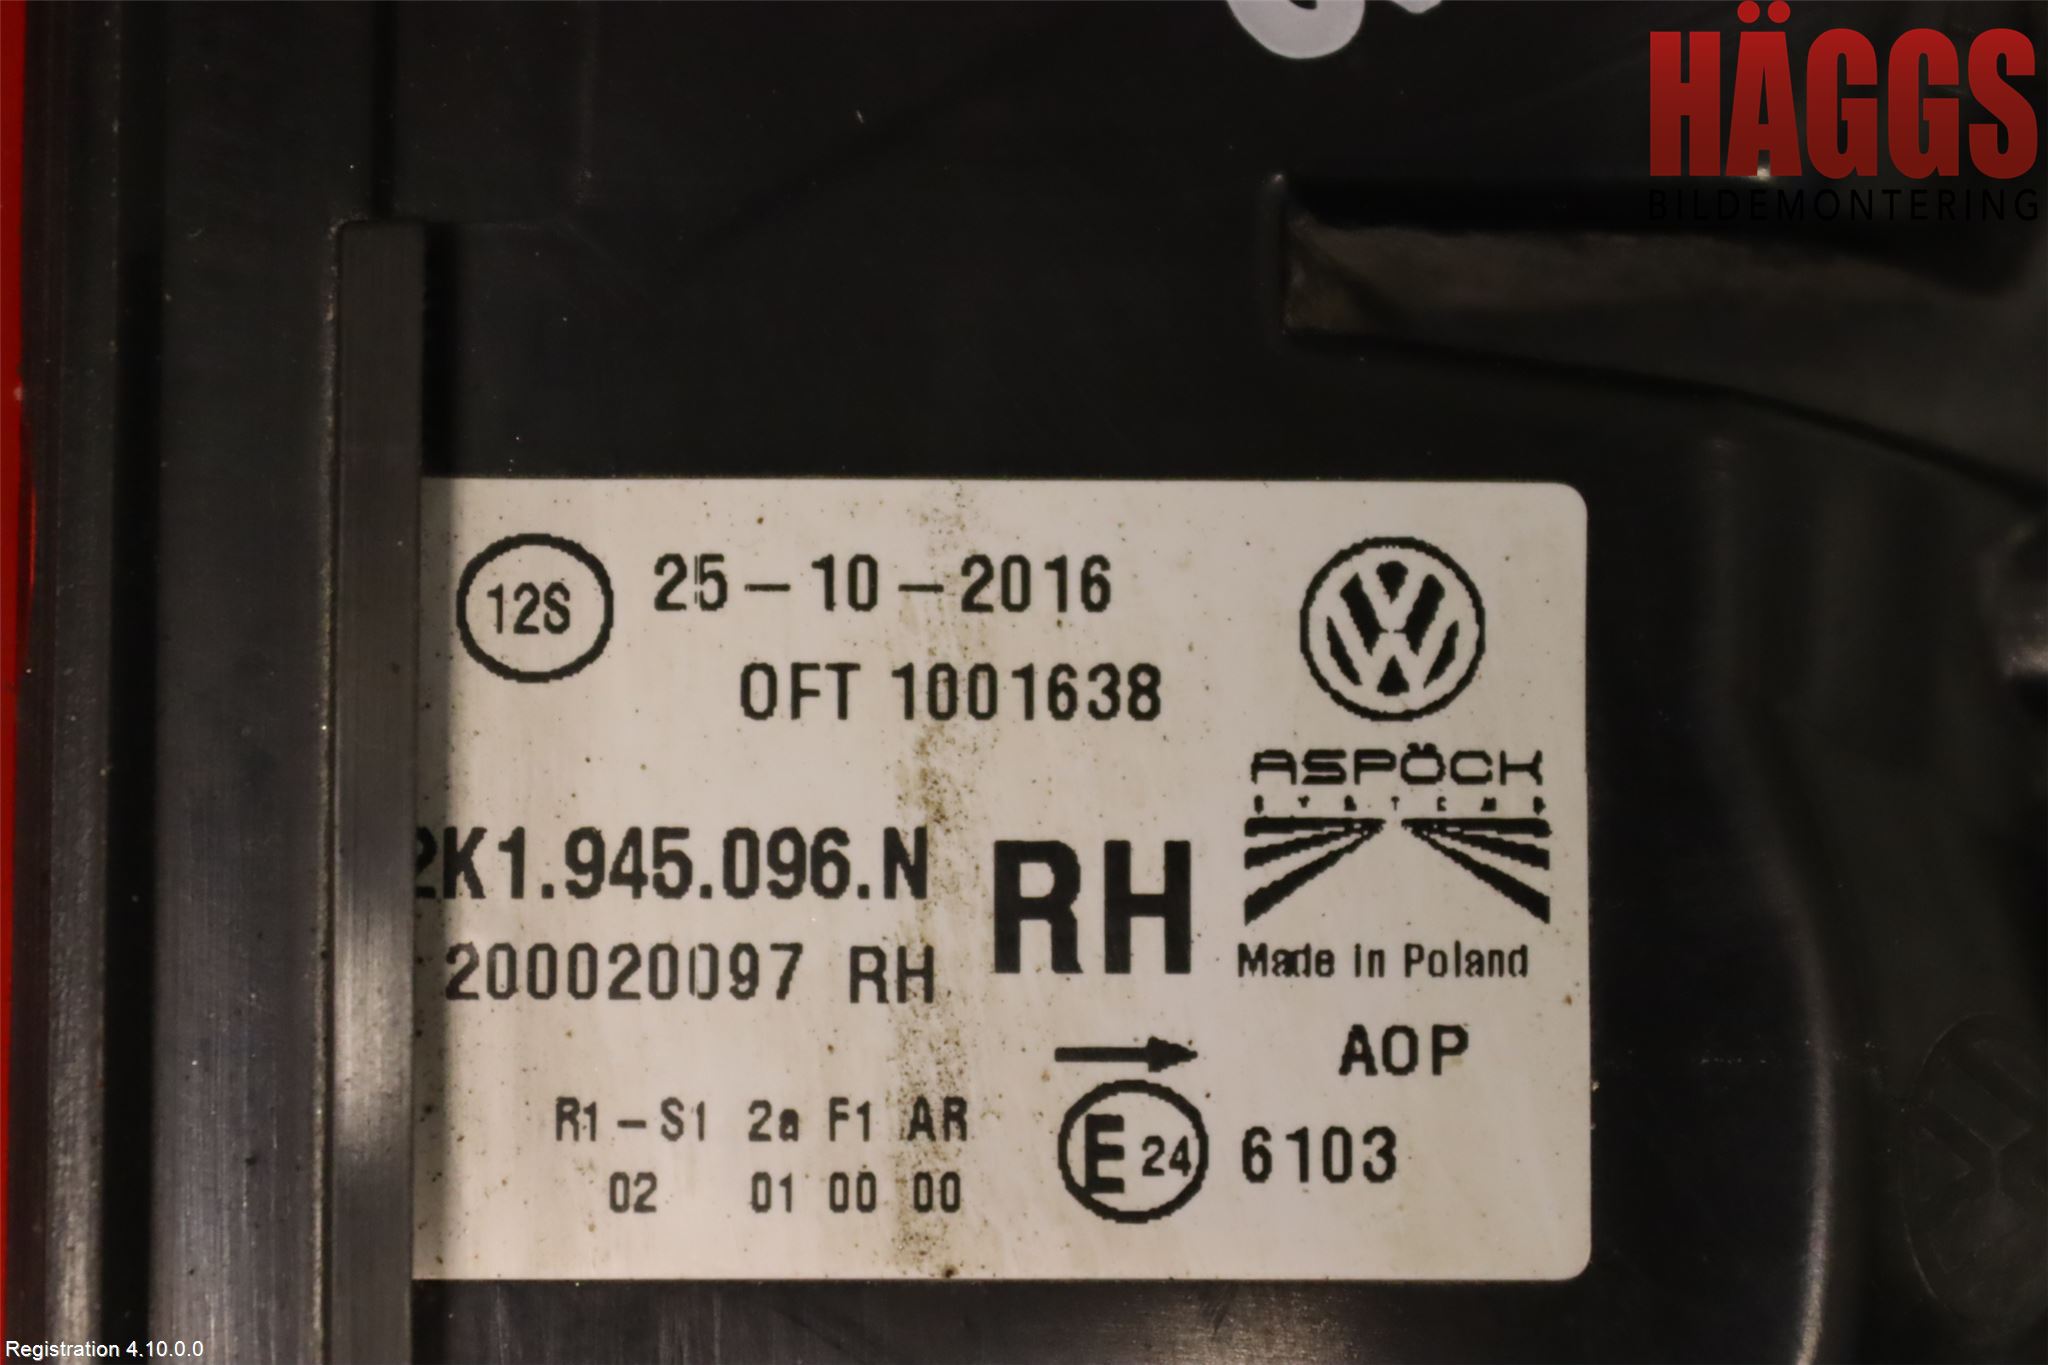 HÄGGS
BILDEMONTERING
12S
25-10-2016
OFT 1001638
ASPÖCK
SYSTEMS
2K1.945.096.N
RH
200020097 RH
Made in Poland
AOP
R1-S1 2a F1 AR
02 01 00 00
E 24
6103
Registration 4.10.0.0